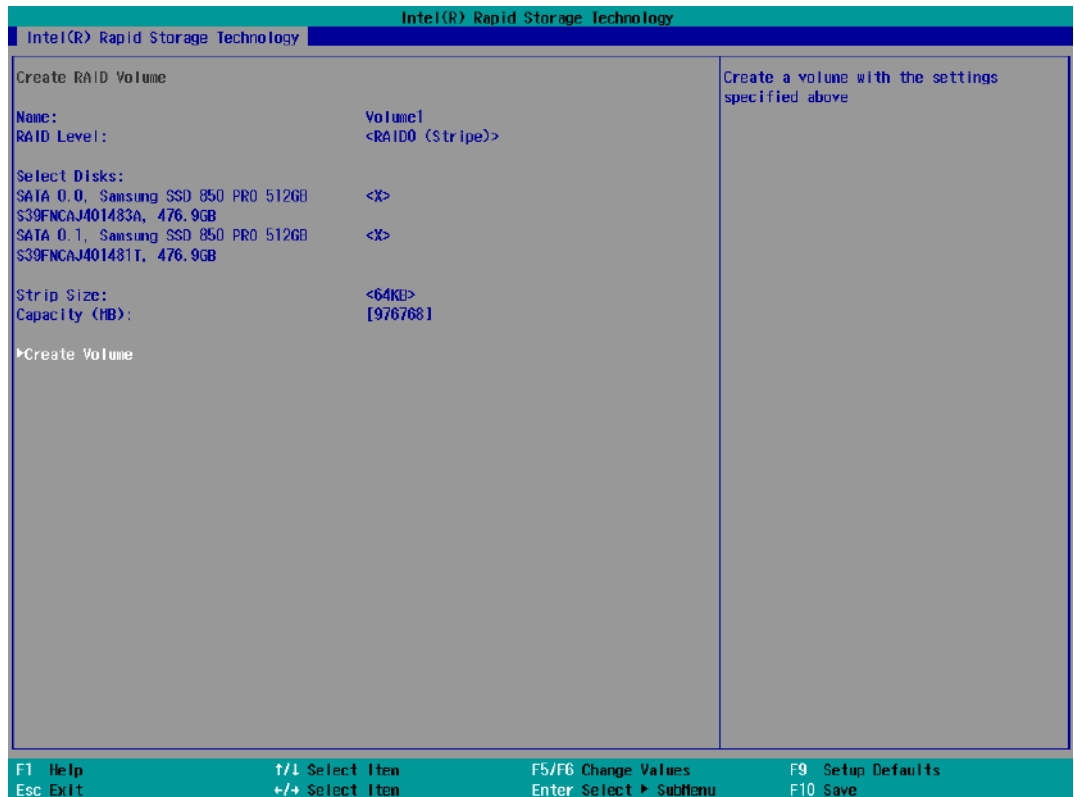 Intel(R) Rapid Storage Technology
Intel(R) Rapid Storage Technology
Create RAID Volume
Name: Volume1
RAID Level: <RAID0 (Stripe)>
Select Disks:
SATA 0.0, Samsung SSD 850 PRO 512GB <X>
S39FNCAJ401483A, 476.9GB
SATA 0.1, Samsung SSD 850 PRO 512GB <X>
S39FNCAJ401481T, 476.9GB
Strip Size: <64KB>
Capacity (MB): [976768]
►Create Volume
Create a volume with the settings
specified above
F1 Help ↑/↓ Select Item F5/F6 Change Values F9 Setup Defaults
Esc Exit ←/→ Select Item Enter Select ► SubMenu F10 Save